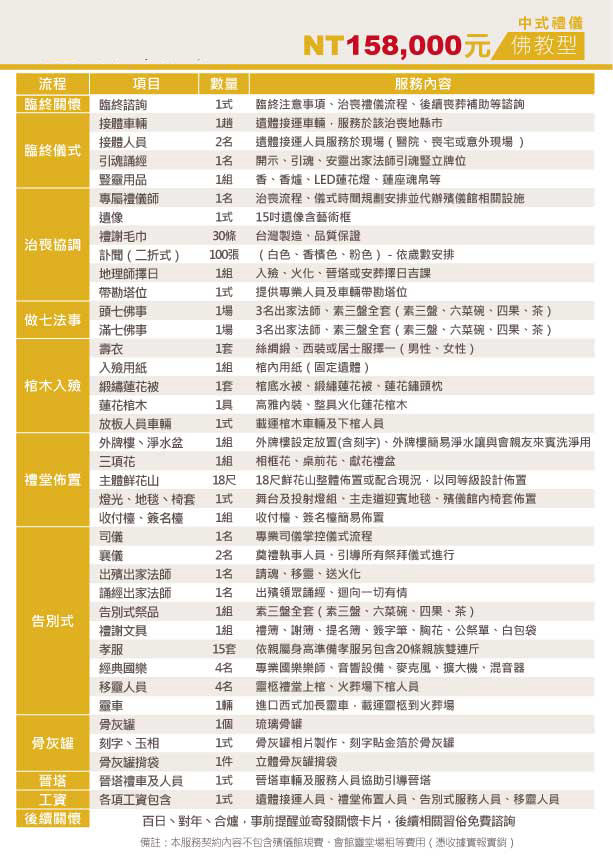 中式禮儀
NT158,000元 佛教型
流程 項目 數量 服務內容
臨終關懷 臨終諮詢 1式 臨終注意事項、治喪禮儀流程、後續喪葬補助等諮詢
臨終儀式 接體車輛 1趟 遺體接運車輛，服務於該治喪地縣市
接體人員 2名 遺體接運人員服務於現場（醫院、喪宅或意外現場 ）
引魂誦經 1名 開示、引魂、安靈出家法師引魂豎立牌位
豎靈用品 1組 香、香爐、LED蓮花燈、蓮座魂帛等
治喪協調 專屬禮儀師 1名 治喪流程、儀式時間規劃安排並代辦殯儀館相關設施
遺像 1式 15吋遺像含藝術框
禮謝毛巾 30條 台灣製造、品質保證
訃聞（二折式） 100張 （白色、香檳色、粉色）- 依歲數安排
地理師擇日 1組 入殮、火化、晉塔或安葬擇日吉課
帶勘塔位 1式 提供專業人員及車輛帶勘塔位
做七法事 頭七佛事 1場 3名出家法師、素三盤全套（素三盤、六菜碗、四果、茶）
滿七佛事 1場 3名出家法師、素三盤全套（素三盤、六菜碗、四果、茶）
棺木入殮 壽衣 1套 絲綢緞、西裝或居士服擇一（男性、女性）
入殮用紙 1組 棺內用紙（固定遺體）
緞繡蓮花被 1套 棺底水被、緞繡蓮花被、蓮花鏽頭枕
蓮花棺木 1具 高雅內裝、整具火化蓮花棺木
放板人員車輛 1式 載運棺木車輛及下棺人員
禮堂佈置 外牌樓、淨水盆 1組 外牌樓設定放置(含刻字)、外牌樓簡易淨水讓與會親友來賓洗淨用
三項花 1組 相框花、桌前花、獻花禮盆
主體鮮花山 18尺 18尺鮮花山整體佈置或配合現況，以同等級設計佈置
燈光、地毯、椅套 1式 舞台及投射燈組、主走道迎賓地毯、殯儀館內椅套佈置
收付檯、簽名檯 1組 收付檯、簽名檯簡易佈置
告別式 司儀 1名 專業司儀掌控儀式流程
襄儀 2名 奠禮執事人員、引導所有祭拜儀式進行
出殯出家法師 1名 請魂、移靈、送火化
誦經出家法師 1名 出殯領眾誦經、迴向一切有情
告別式祭品 1組 素三盤全套（素三盤、六菜碗、四果、茶）
禮謝文具 1組 禮簿、謝簿、提名簿、簽字筆、胸花、公祭單、白包袋
孝服 15套 依親屬身高準備孝服另包含20條親族雙連斤
經典國樂 4名 專業國樂樂師、音響設備、麥克風、擴大機、混音器
移靈人員 4名 靈柩禮堂上棺、火葬場下棺人員
靈車 1輛 進口西式加長靈車，載運靈柩到火葬場
骨灰罐 骨灰罐 1個 琉璃骨罐
刻字、玉相 1式 骨灰罐相片製作、刻字貼金箔於骨灰罐
骨灰罐揹袋 1件 立體骨灰罐揹袋
晉塔 晉塔禮車及人員 1式 晉塔車輛及服務人員協助引導晉塔
工資 各項工資包含 1式 遺體接運人員、禮堂佈置人員、告別式服務人員、移靈人員
後續關懷 百日、對年、合爐，事前提醒並寄發關懷卡片，後續相關習俗免費諮詢
備註：本服務契約內容不包含殯儀館規費、會館靈堂場租等費用（憑收據實報實銷）